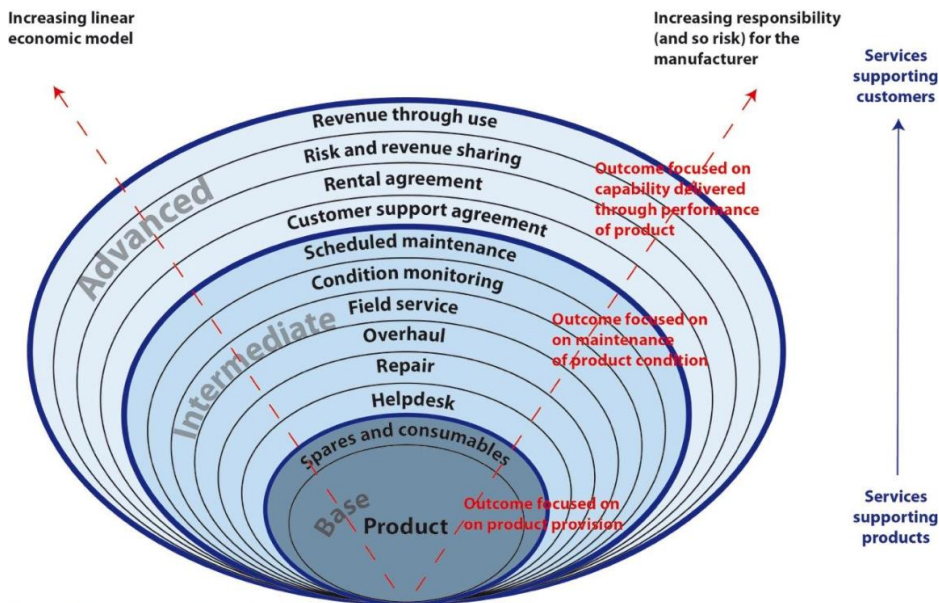 Increasing linear
economic model
Increasing responsibility
(and so risk) for the
manufacturer
Services
supporting
customers
Revenue through use
Risk and revenue sharing
Rental agreement
Customer support agreement
Advanced
Outcome focused on
capability delivered
through performance
of product
Scheduled maintenance
Condition monitoring
Field service
Overhaul
Repair
Helpdesk
Intermediate
Outcome focused on
on maintenance
of product condition
Spares and consumables
Base
Product
Outcome focused on
on product provision
Services
supporting
products